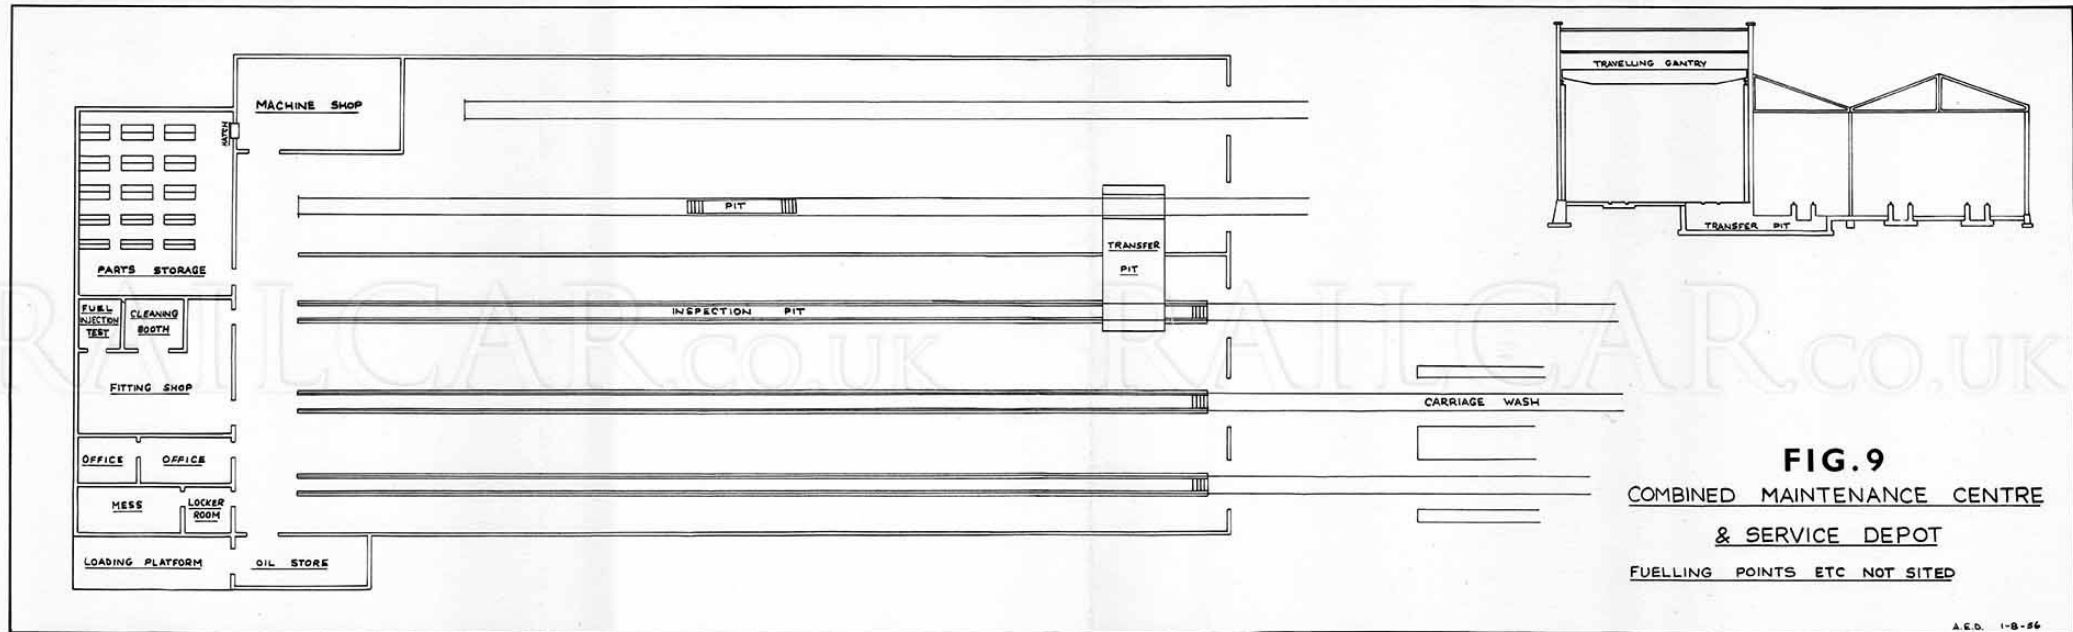 MACHINE SHOP
HATCH
PARTS STORAGE
FUEL
INJECTION
TEST
CLEANING
BOOTH
FITTING SHOP
OFFICE
OFFICE
MESS
LOCKER
ROOM
LOADING PLATFORM
OIL STORE
PIT
TRANSFER
PIT
INSPECTION PIT
CARRIAGE WASH
TRAVELLING GANTRY
TRANSFER PIT
RAILCAR.CO.UK
RAILCAR.CO.UK
FIG.9
COMBINED MAINTENANCE CENTRE
& SERVICE DEPOT
FUELLING POINTS ETC NOT SITED
A.E.D. 1-8-56